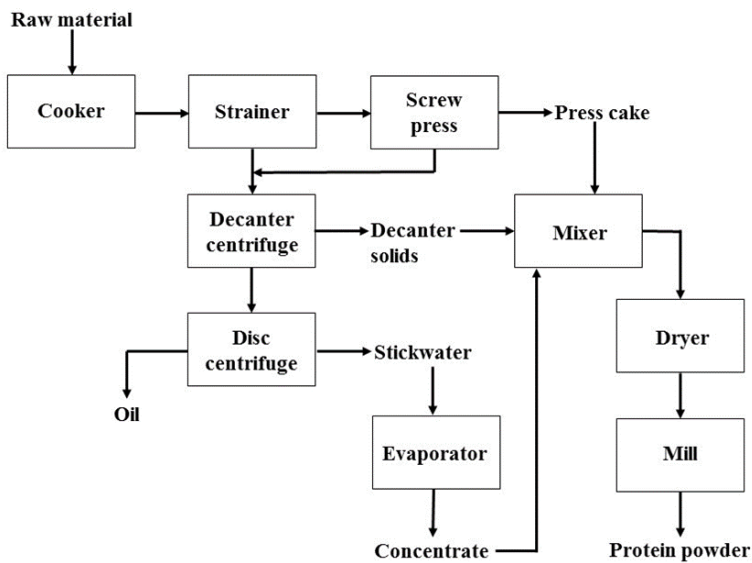 Raw material
Cooker
Strainer
Screw
press
Press cake
Decanter
centrifuge
Decanter
solids
Mixer
Disc
centrifuge
Stickwater
Dryer
Oil
Evaporator
Mill
Concentrate
Protein powder